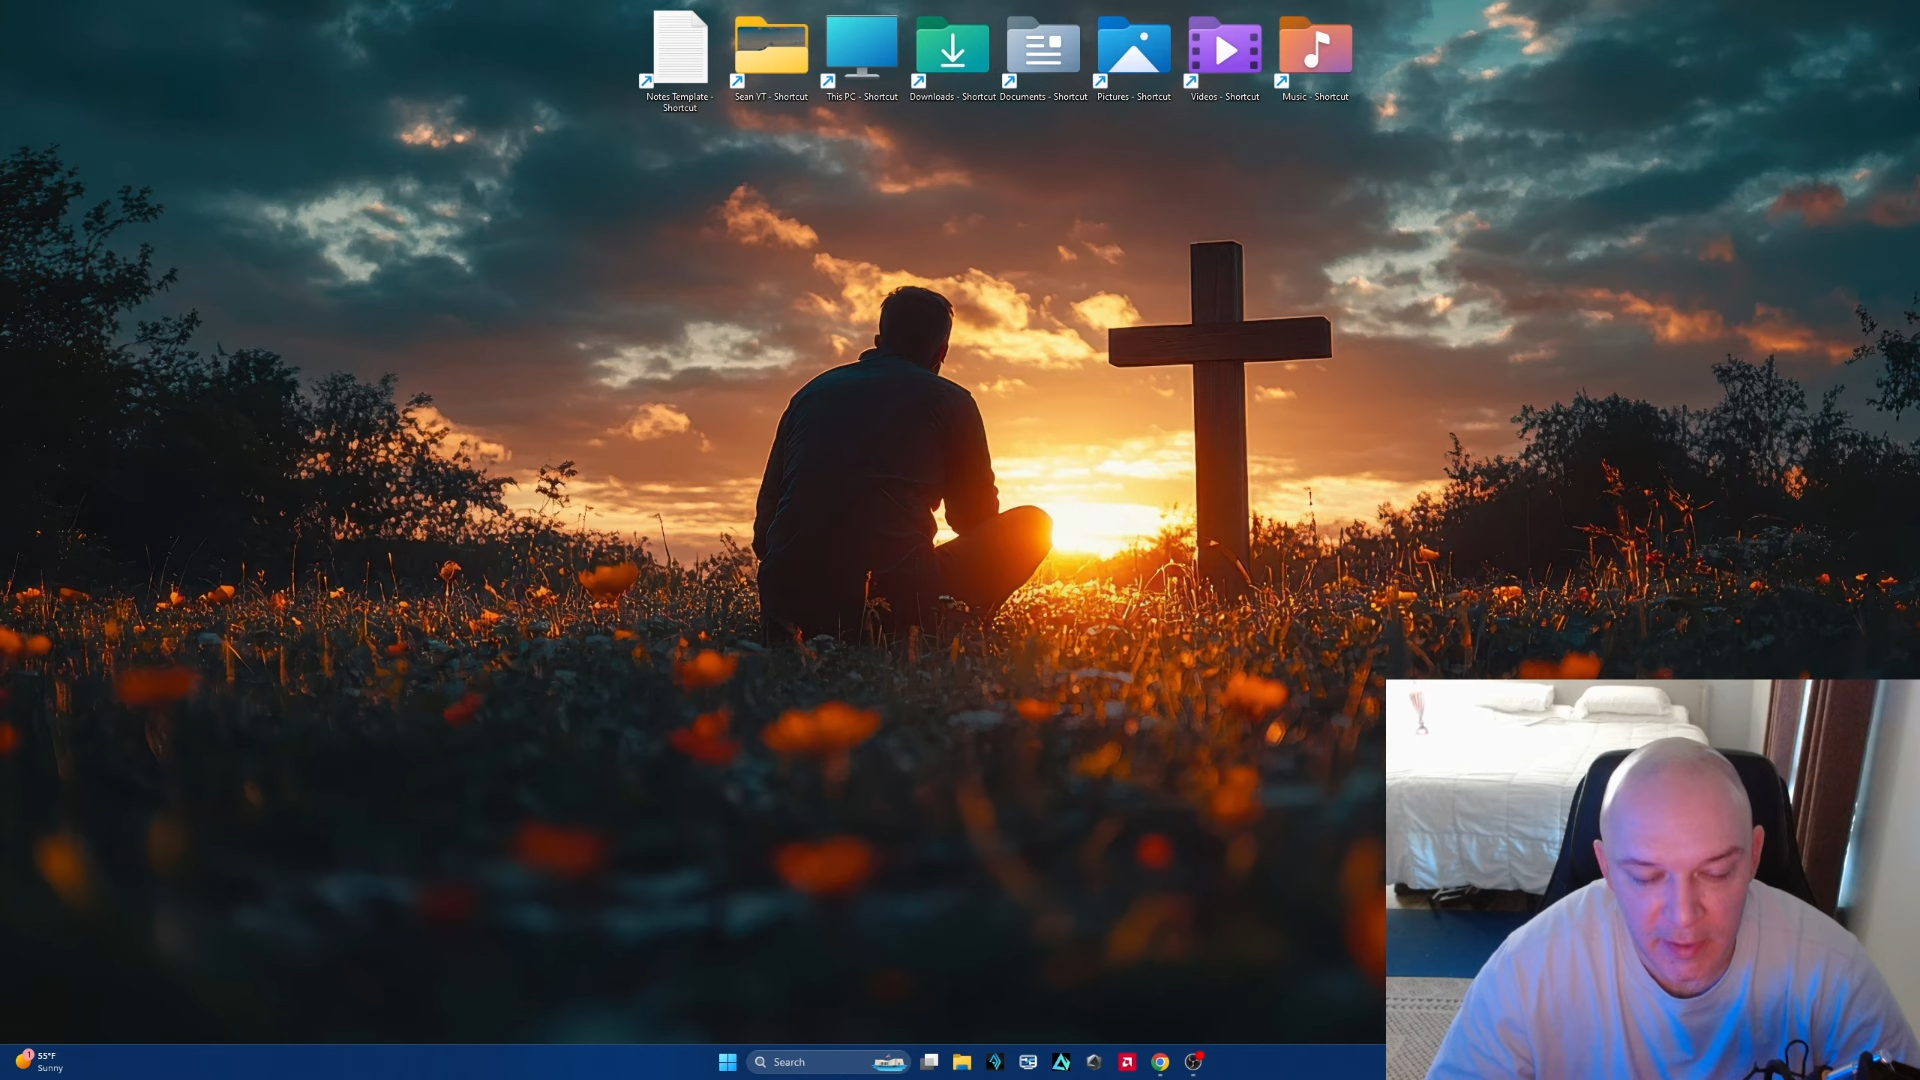 Notes Template -
Shortcut
Sean YT - Shortcut
This PC - Shortcut
Downloads - Shortcut
Documents - Shortcut
Pictures - Shortcut
Videos - Shortcut
Music - Shortcut
1
55°F
Sunny
Search